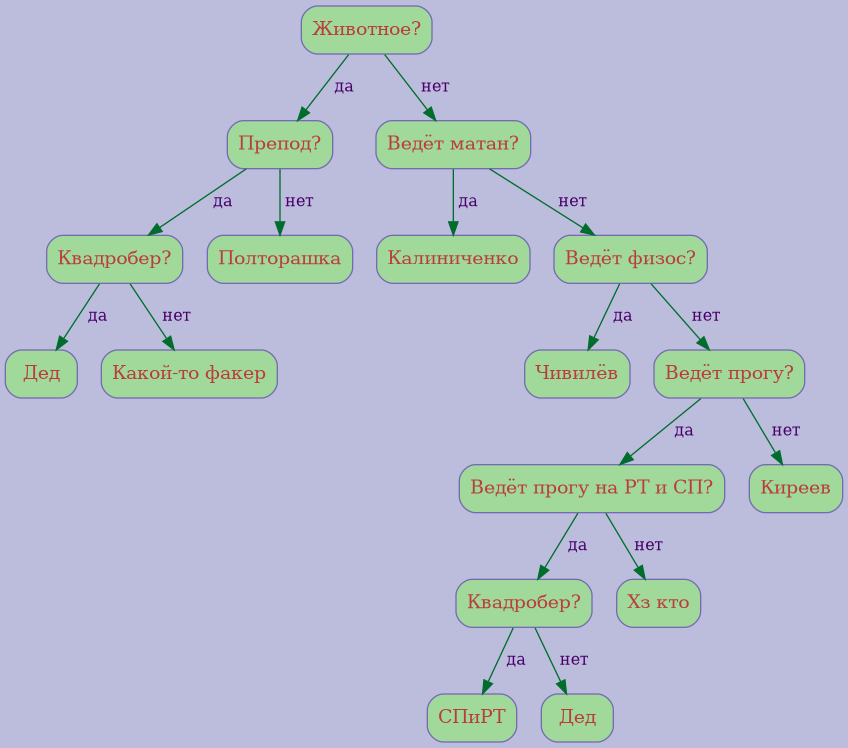 Животное?
да
нет
Препод?
Ведёт матан?
да
нет
да
нет
Квадробер?
Полторашка
Калиниченко
Ведёт физос?
да
нет
да
нет
Дед
Какой-то факер
Чивилёв
Ведёт прогу?
да
нет
Ведёт прогу на РТ и СП?
Киреев
да
нет
Квадробер?
Хз кто
да
нет
СПиРТ
Дед